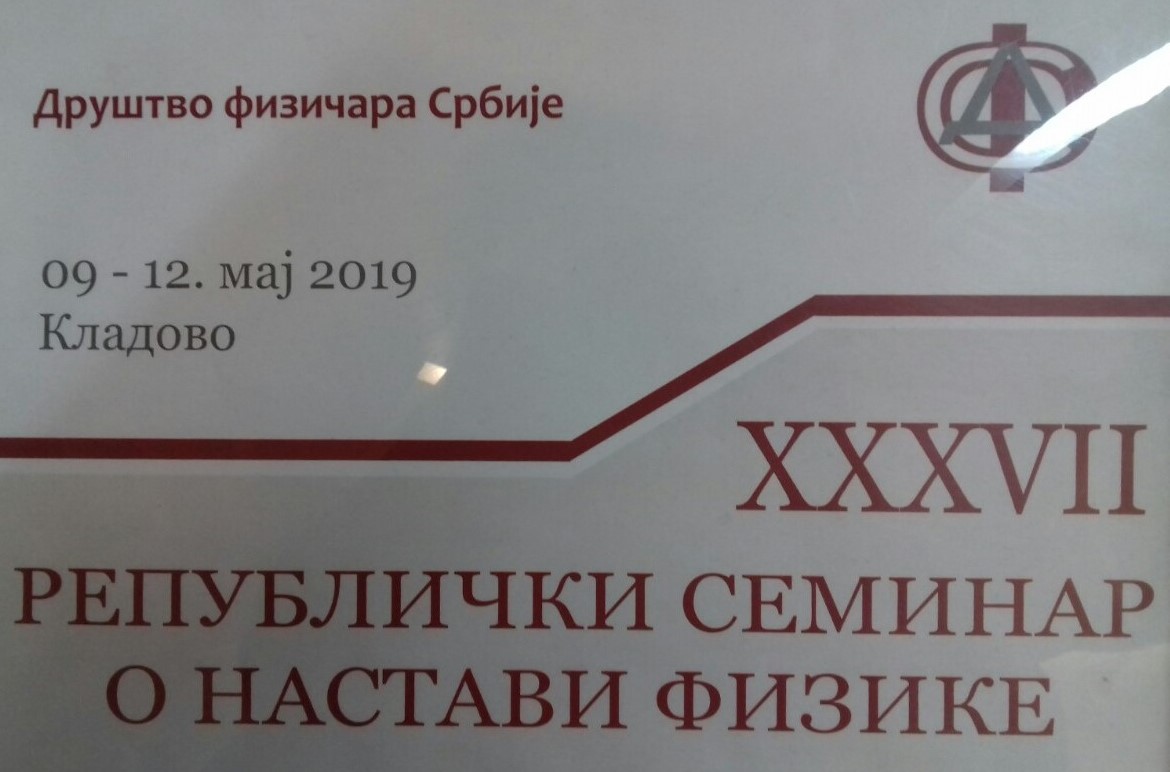 Друштво физичара Србије
09 - 12. мај 2019
Кладово
XXXVII
РЕПУБЛИЧКИ СЕМИНАР
О НАСТАВИ ФИЗИКЕ